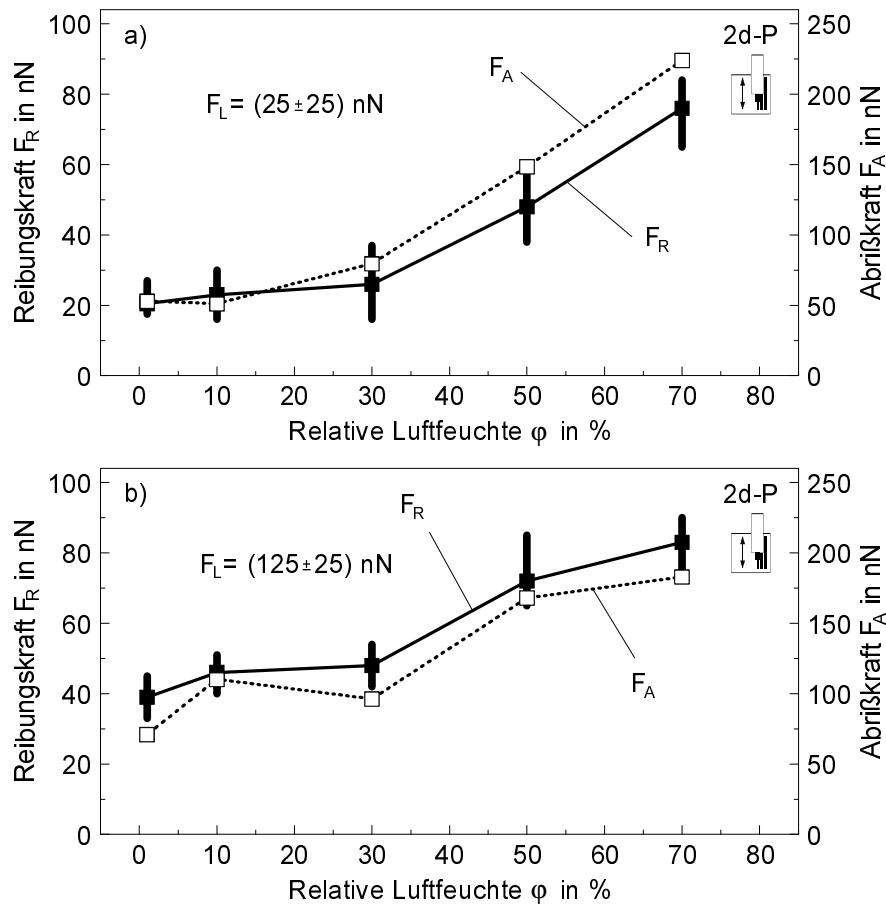 a)
2d-P
F_L = (25 ± 25) nN
F_A
F_R
Reibungskraft F_R in nN
100
80
60
40
20
0
Abrißkraft F_A in nN
250
200
150
100
50
0
0 10 20 30 40 50 60 70 80
Relative Luftfeuchte φ in %
b)
2d-P
F_L = (125 ± 25) nN
F_R
F_A
Reibungskraft F_R in nN
100
80
60
40
20
0
Abrißkraft F_A in nN
250
200
150
100
50
0
0 10 20 30 40 50 60 70 80
Relative Luftfeuchte φ in %